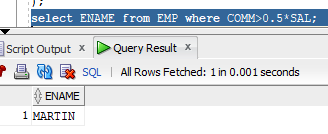 );
select ENAME from EMP where COMM>0.5*SAL;
Script Output × Query Result ×
SQL | All Rows Fetched: 1 in 0.001 seconds
ENAME
1 MARTIN